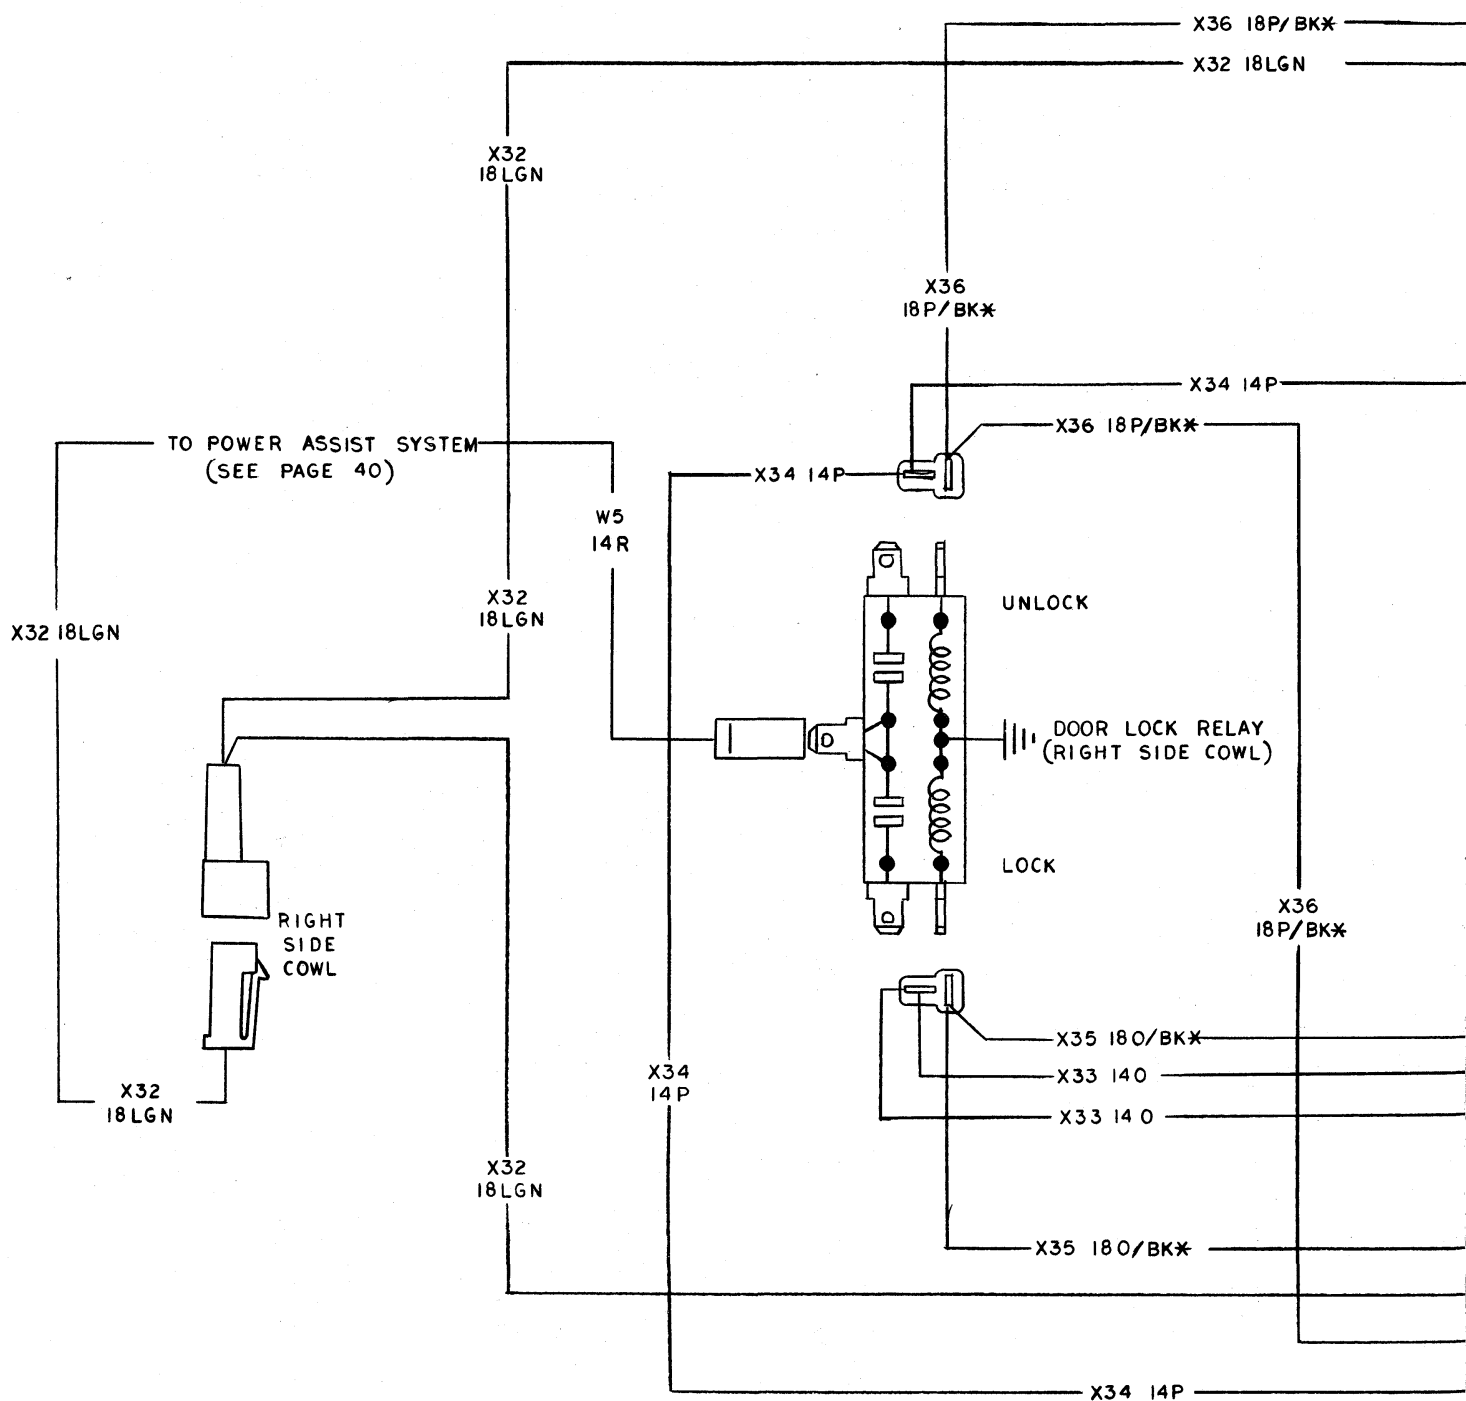 X36 18P/BK*
X32 18LGN
X32
18LGN
X36
18P/BK*
X34 14P
X36 18P/BK*
TO POWER ASSIST SYSTEM
(SEE PAGE 40)
X34 14P
W5
14R
X32
18LGN
UNLOCK
X32 18LGN
DOOR LOCK RELAY
(RIGHT SIDE COWL)
LOCK
X36
18P/BK*
RIGHT
SIDE
COWL
X35 18O/BK*
X33 14O
X34
14P
X32
18LGN
X33 14O
X32
18LGN
X35 18O/BK*
X34 14P